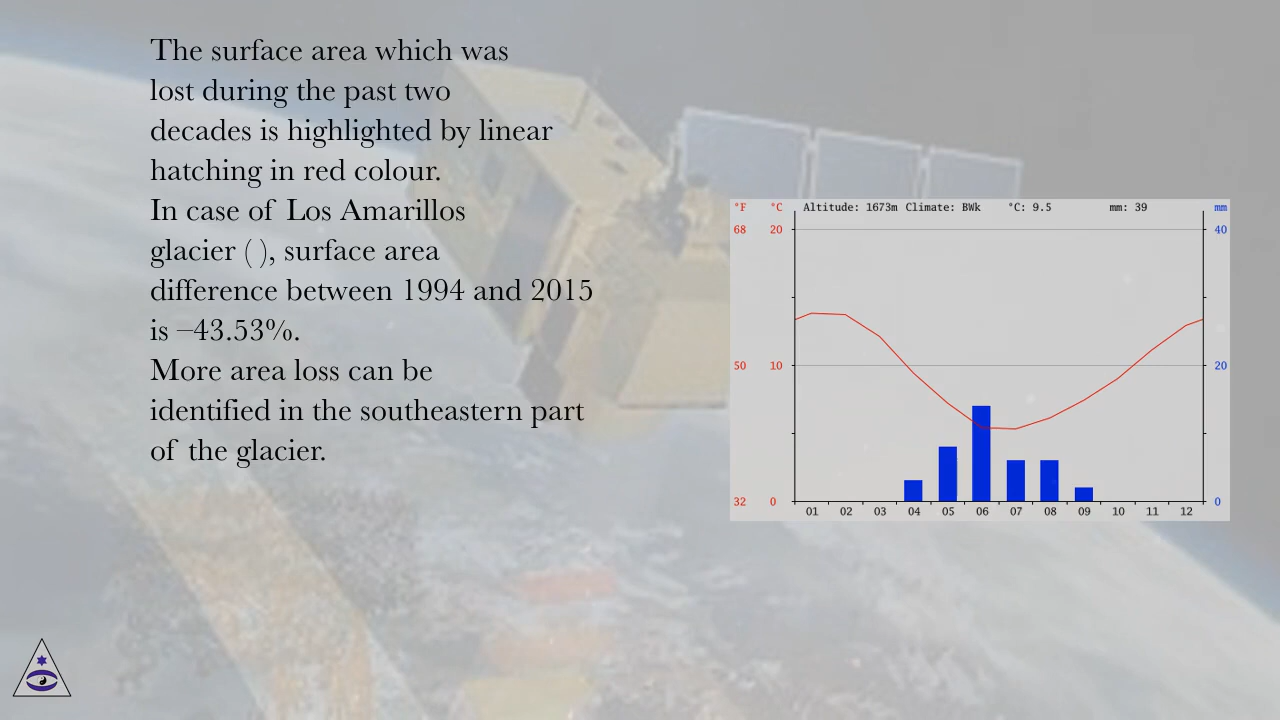 The surface area which was
lost during the past two
decades is highlighted by linear
hatching in red colour.
In case of Los Amarillos
glacier ( ), surface area
difference between 1994 and 2015
is –43.53%.
More area loss can be
identified in the southeastern part
of the glacier.
°F °C Altitude: 1673m Climate: BWk °C: 9.5 mm: 39 mm
68 20 40
50 10 20
32 0 0
01 02 03 04 05 06 07 08 09 10 11 12